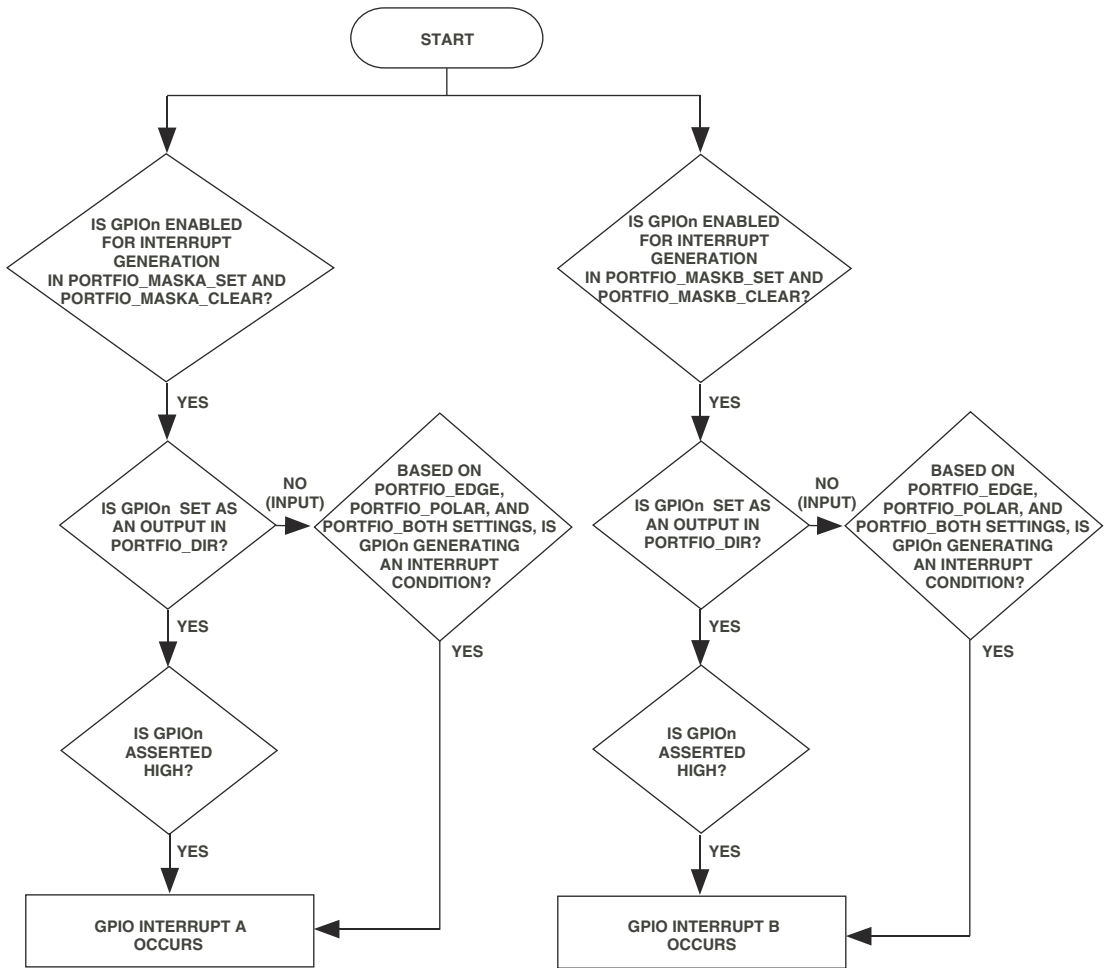 START
IS GPIOn ENABLED
FOR INTERRUPT
GENERATION
IN PORTFIO_MASKA_SET AND
PORTFIO_MASKA_CLEAR?
YES
IS GPIOn SET AS
AN OUTPUT IN
PORTFIO_DIR?
NO
(INPUT)
BASED ON
PORTFIO_EDGE,
PORTFIO_POLAR, AND
PORTFIO_BOTH SETTINGS, IS
GPIOn GENERATING
AN INTERRUPT
CONDITION?
YES
YES
IS GPIOn
ASSERTED
HIGH?
YES
GPIO INTERRUPT A
OCCURS
IS GPIOn ENABLED
FOR INTERRUPT
GENERATION
IN PORTFIO_MASKB_SET AND
PORTFIO_MASKB_CLEAR?
YES
IS GPIOn SET AS
AN OUTPUT IN
PORTFIO_DIR?
NO
(INPUT)
BASED ON
PORTFIO_EDGE,
PORTFIO_POLAR, AND
PORTFIO_BOTH SETTINGS, IS
GPIOn GENERATING
AN INTERRUPT
CONDITION?
YES
YES
IS GPIOn
ASSERTED
HIGH?
YES
GPIO INTERRUPT B
OCCURS